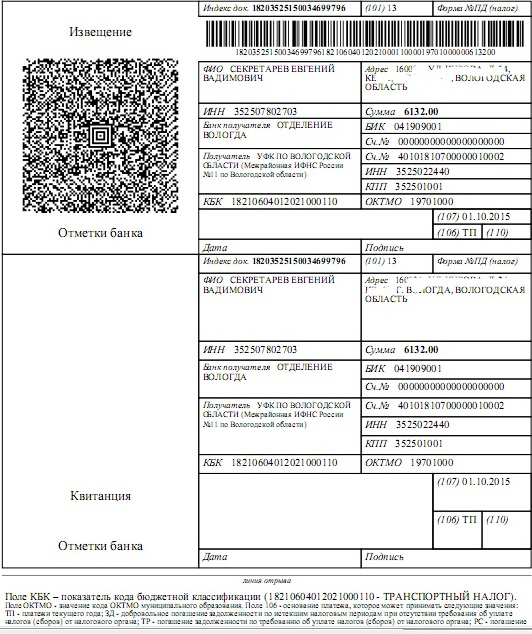 Индекс док. 18203525150034699796 (101) 13 Форма №ПД (налог)
Извещение
18203525150034699796182106040120210001100001970100000006132000
ФИО СЕКРЕТАРЕВ ЕВГЕНИЙ
ВАДИМОВИЧ
Адрес
ВОЛОГОДСКАЯ
ОБЛАСТЬ
ИНН 352507802703
Сумма 6132.00
Банк получателя ОТДЕЛЕНИЕ
ВОЛОГДА
БИК 041909001
Сч.№ 00000000000000000000
Получатель УФК ПО ВОЛОГОДСКОЙ
ОБЛАСТИ (Межрайонная ИФНС России
№11 по Вологодской области)
Сч.№ 40101810700000010002
ИНН 3525022440
КПП 352501001
КБК 18210604012021000110
ОКТМО 19701000
(107) 01.10.2015
(106) ТП (110)
Отметки банка
Дата Подпись
Индекс док. 18203525150034699796 (101) 13 Форма №ПД (налог)
ФИО СЕКРЕТАРЕВ ЕВГЕНИЙ
ВАДИМОВИЧ
Адрес
ВОЛОГОДСКАЯ
ОБЛАСТЬ
ИНН 352507802703
Сумма 6132.00
Банк получателя ОТДЕЛЕНИЕ
ВОЛОГДА
БИК 041909001
Сч.№ 00000000000000000000
Получатель УФК ПО ВОЛОГОДСКОЙ
ОБЛАСТИ (Межрайонная ИФНС России
№11 по Вологодской области)
Сч.№ 40101810700000010002
ИНН 3525022440
КПП 352501001
КБК 18210604012021000110
ОКТМО 19701000
Квитанция
(107) 01.10.2015
(106) ТП (110)
Отметки банка
Дата Подпись
линия отрыва
Поле КБК – показатель кода бюджетной классификации (18210604012021000110 - ТРАНСПОРТНЫЙ НАЛОГ).
Поле ОКТМО - значение кода ОКТМО муниципального образования. Поле 106 - основание платежа, которое может принимать следующие значения:
ТП - платежи текущего года; ЗД - добровольное погашение задолженности по истекшим налоговым периодам при отсутствии требования об уплате
налогов (сборов) от налогового органа; ТР - погашение задолженности по требованию об уплате налогов (сборов) от налогового органа; РС - погашение